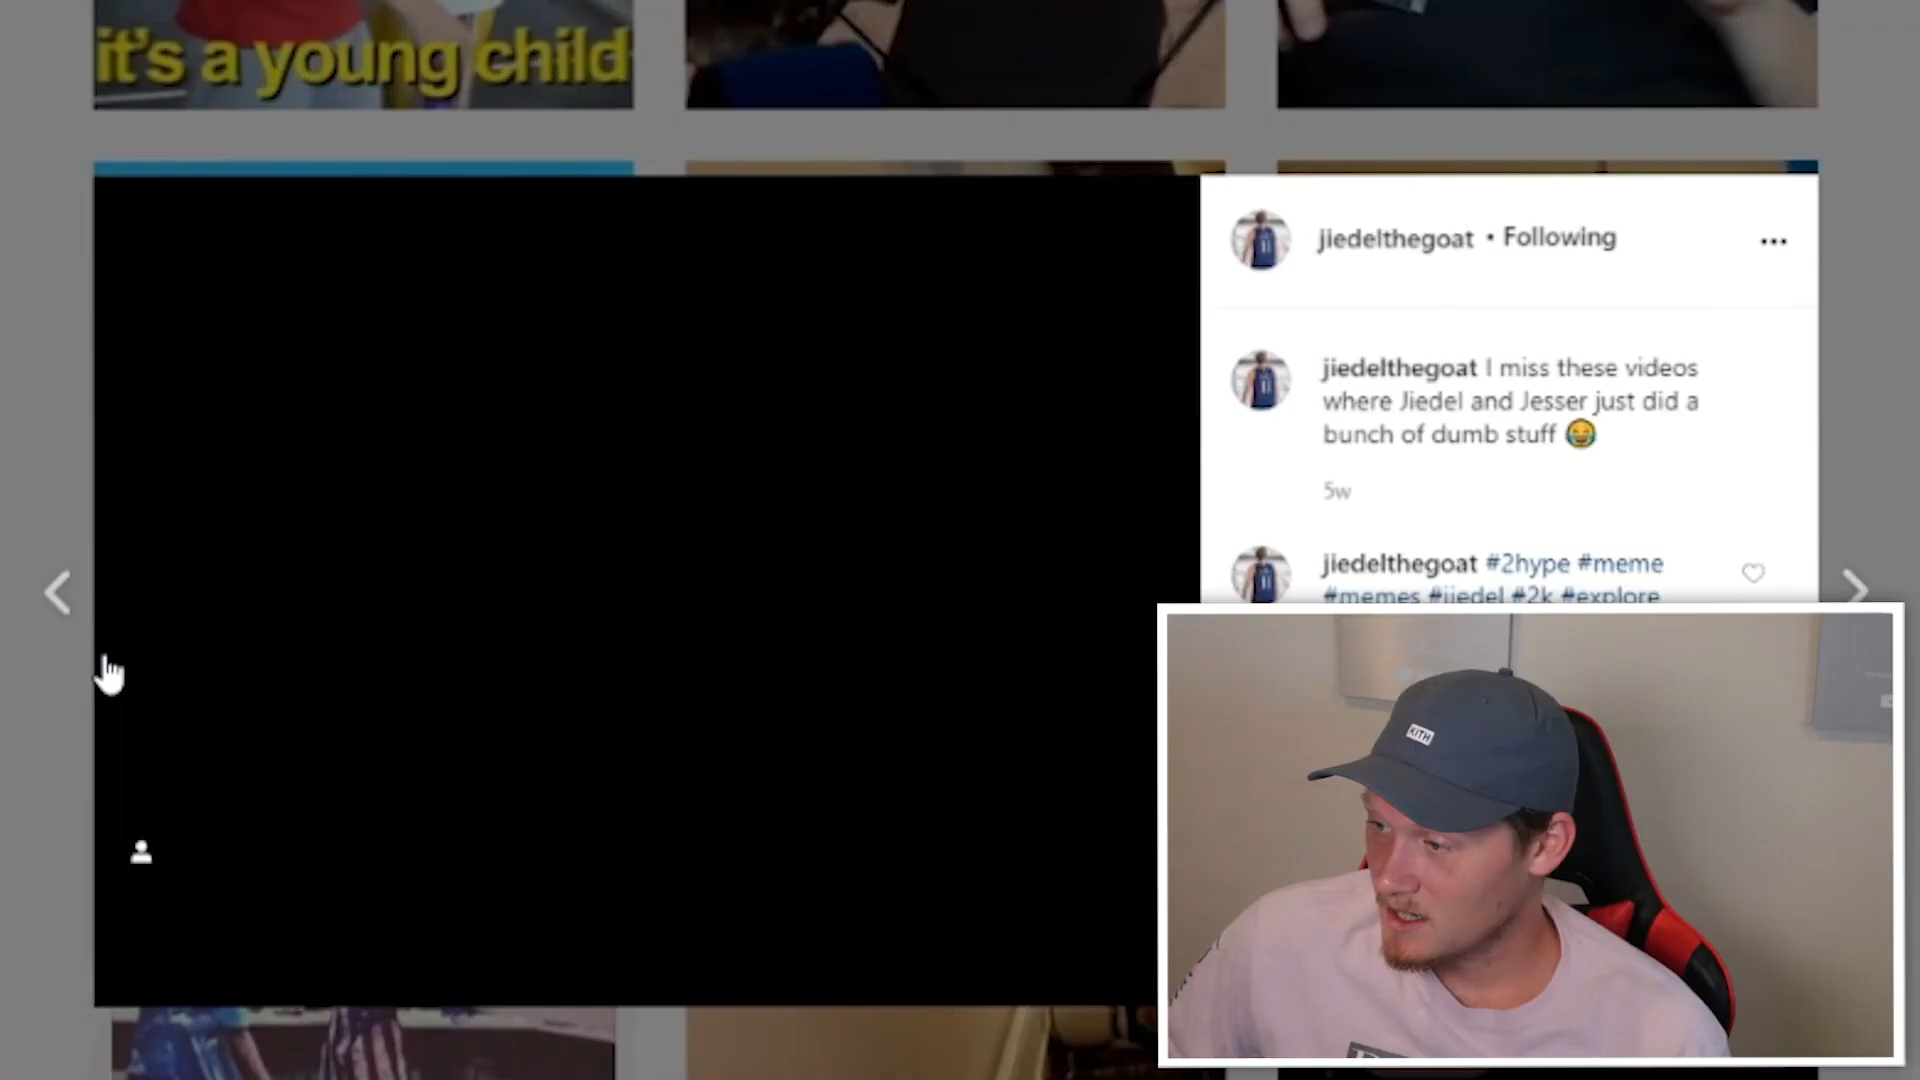 it's a young child
jiedelthegoat • Following
jiedelthegoat I miss these videos
where Jiedel and Jesser just did a
bunch of dumb stuff 😂
5w
jiedelthegoat #2hype #meme
#memes #jiedel #2k #explore
KITH